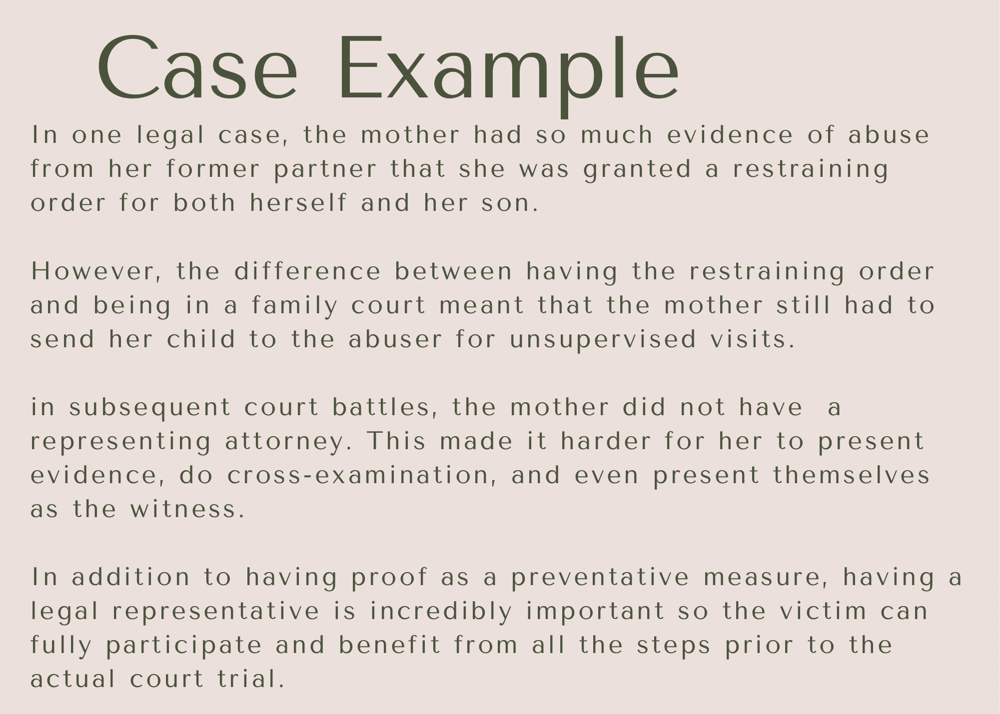 Case Example
In one legal case, the mother had so much evidence of abuse
from her former partner that she was granted a restraining
order for both herself and her son.
However, the difference between having the restraining order
and being in a family court meant that the mother still had to
send her child to the abuser for unsupervised visits.
in subsequent court battles, the mother did not have  a
representing attorney. This made it harder for her to present
evidence, do cross-examination, and even present themselves
as the witness.
In addition to having proof as a preventative measure, having a
legal representative is incredibly important so the victim can
fully participate and benefit from all the steps prior to the
actual court trial.